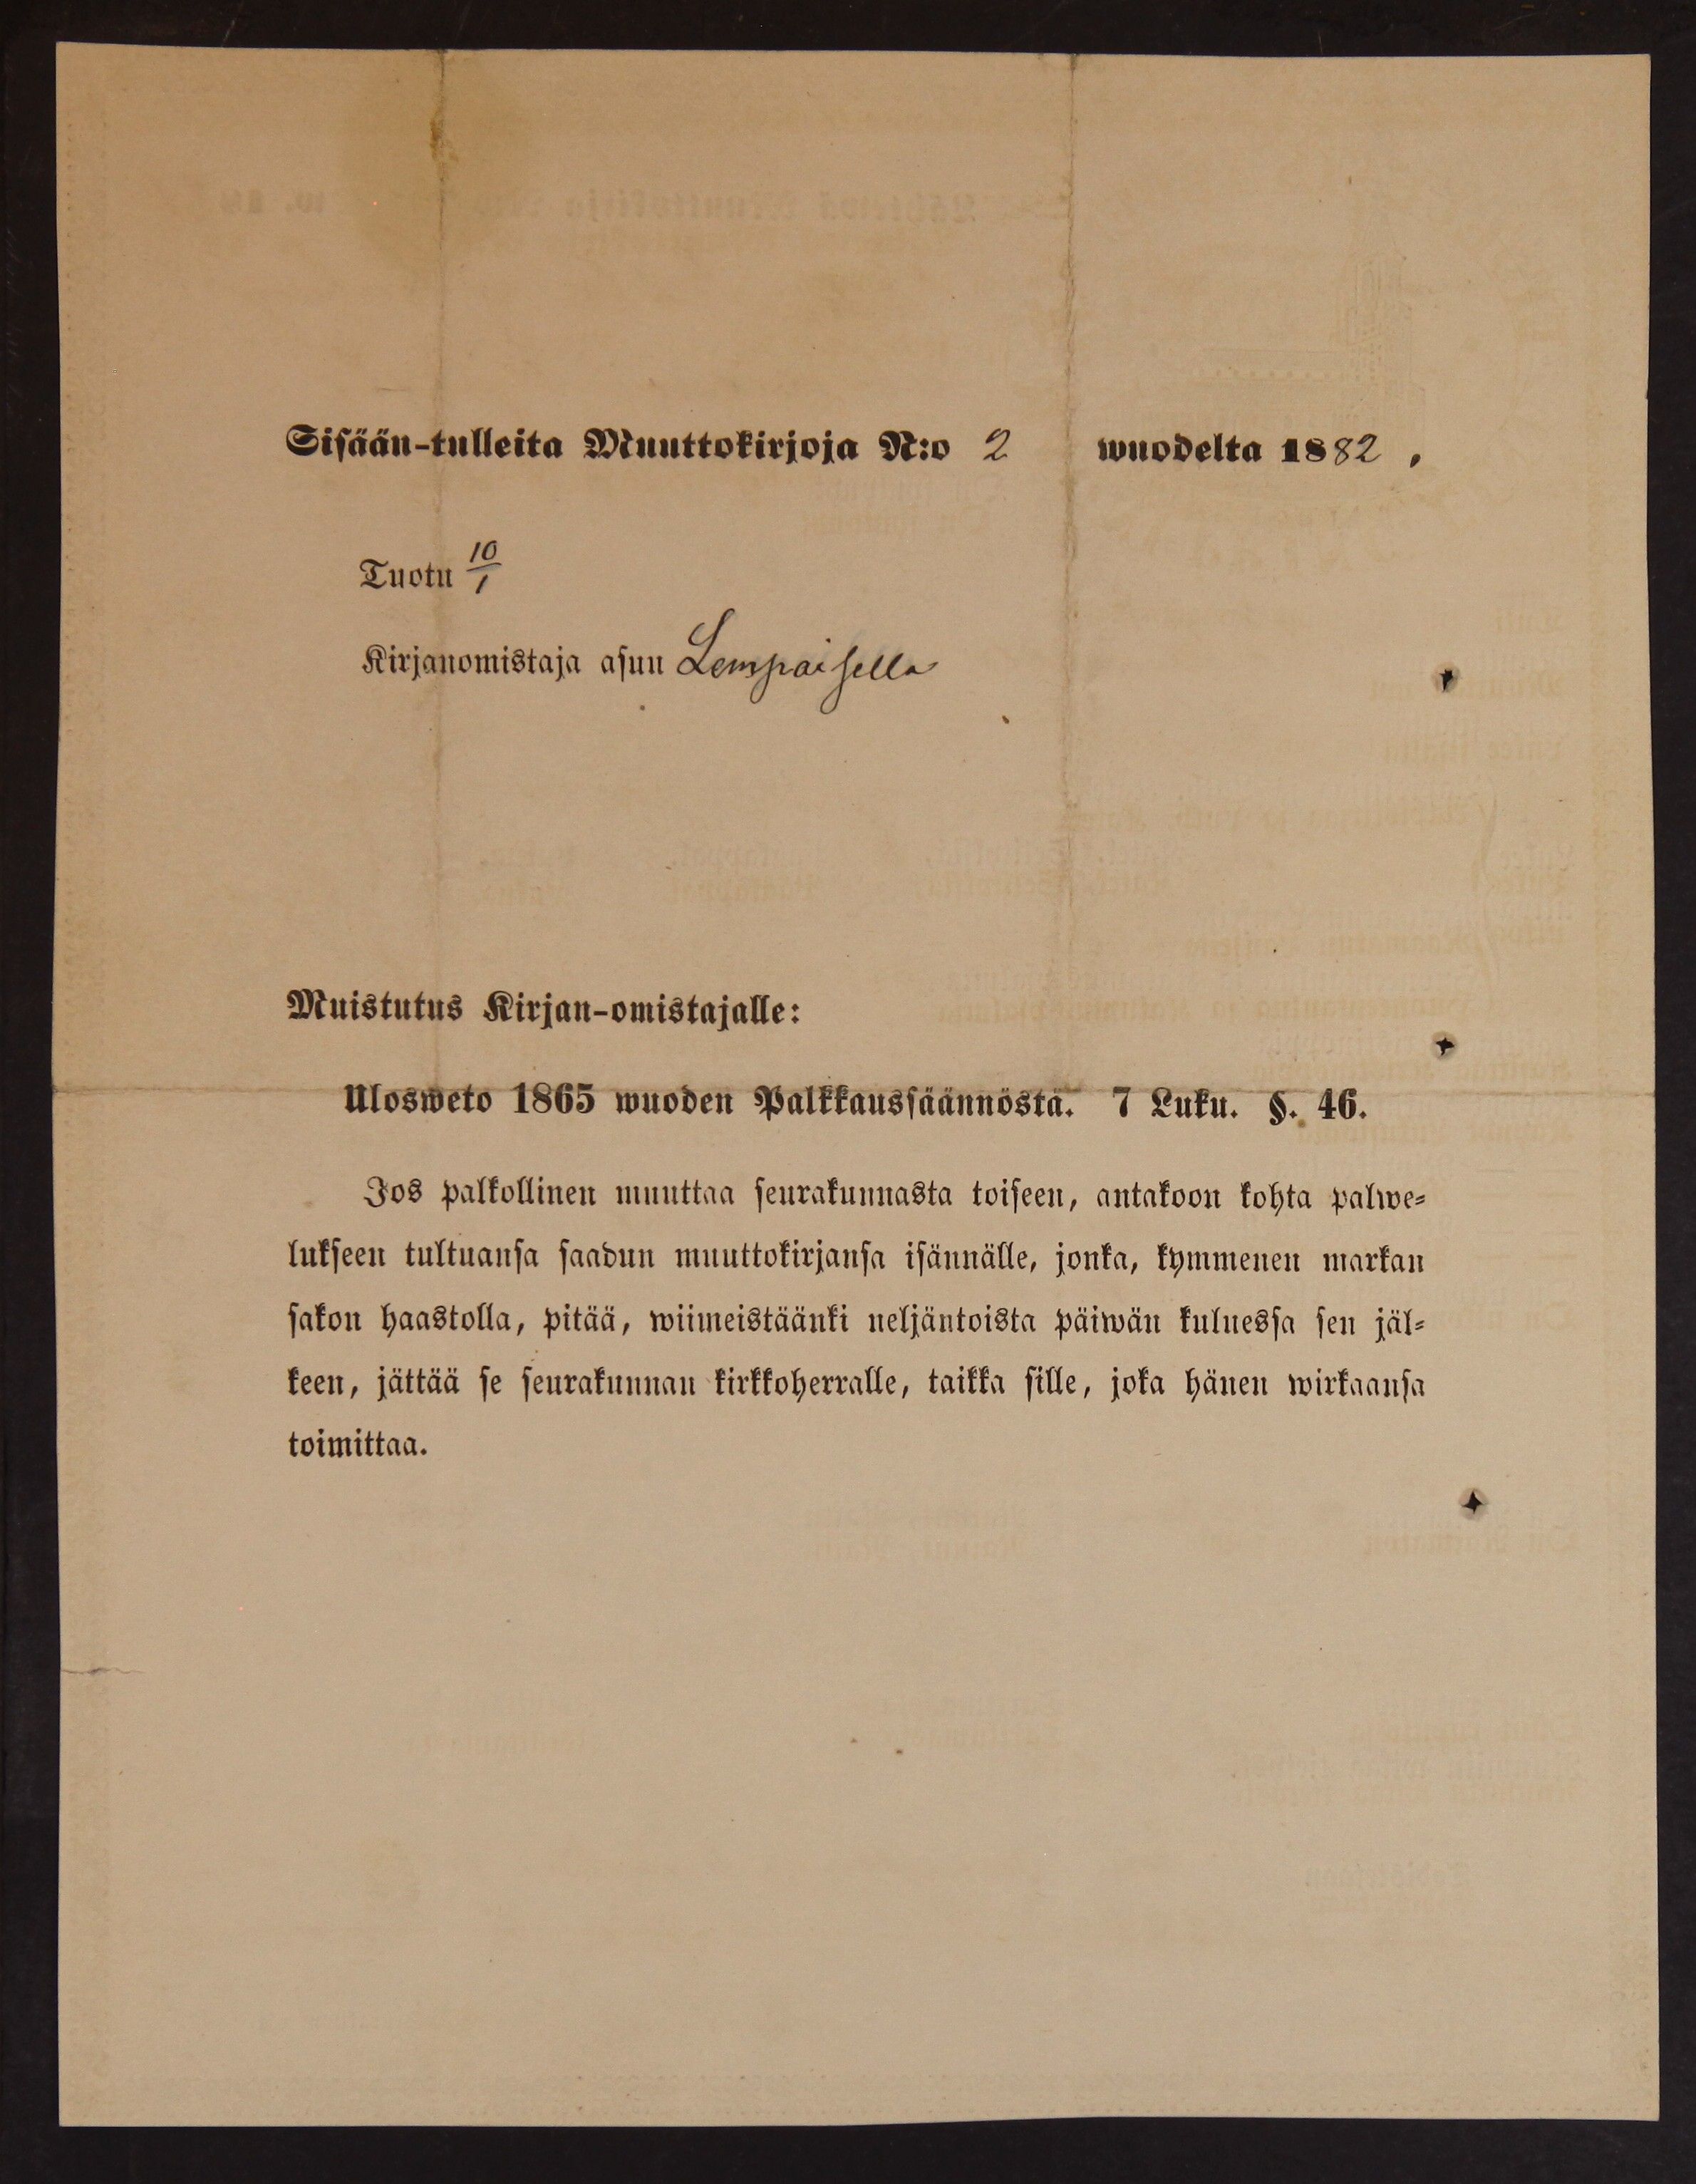 Sisään-tulleita Muuttokirjoja N:o 2 wuodelta 1882.
Tuotu 10/1
Kirjanomistaja asuu Lempaisella
Muistutus Kirjan-omistajalle:
Ulosweto 1865 wuoden Palkkaussäännöstä. 7 Luku. §. 46.
Jos palkollinen muuttaa seurakunnasta toiseen, antakoon kohta palwe-
lukseen tultuansa saadun muuttokirjansa isännälle, jonka, kymmenen markan
sakon haastolla, pitää, wiimeistäänki neljäntoista päiwän kuluessa sen jäl-
keen, jättää se seurakunnan kirkkoherralle, taikka sille, joka hänen wirkaansa
toimittaa.